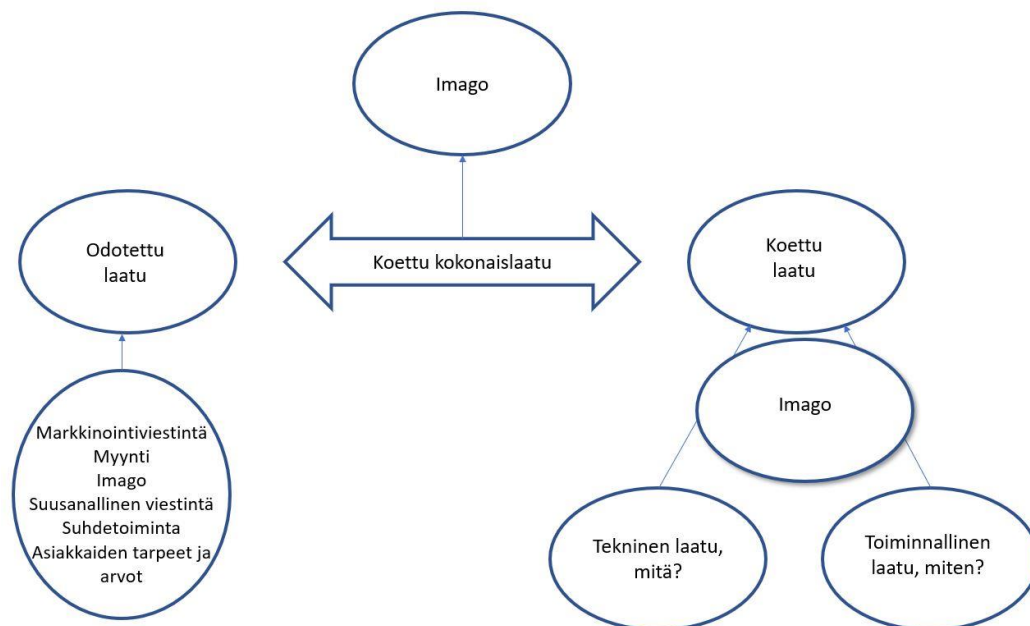 Imago
Odotettu
laatu
Koettu kokonaislaatu
Koettu
laatu
Imago
Markkinointiviestintä
Myynti
Imago
Suusanallinen viestintä
Suhdetoiminta
Asiakkaiden tarpeet ja
arvot
Tekninen laatu,
mitä?
Toiminnallinen
laatu, miten?